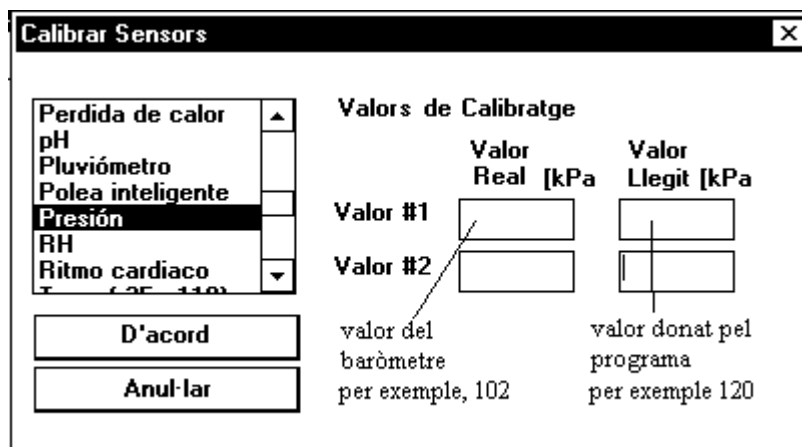 Calibrar Sensors
Perdida de calor
pH
Pluviómetro
Polea inteligente
Presión
RH
Ritmo cardiaco
Valors de Calibratge
Valor Valor
Real [kPa Llegit [kPa
Valor #1
Valor #2
D'acord
Anul·lar
valor del
baròmetre
per exemple, 102
valor donat pel
programa
per exemple 120